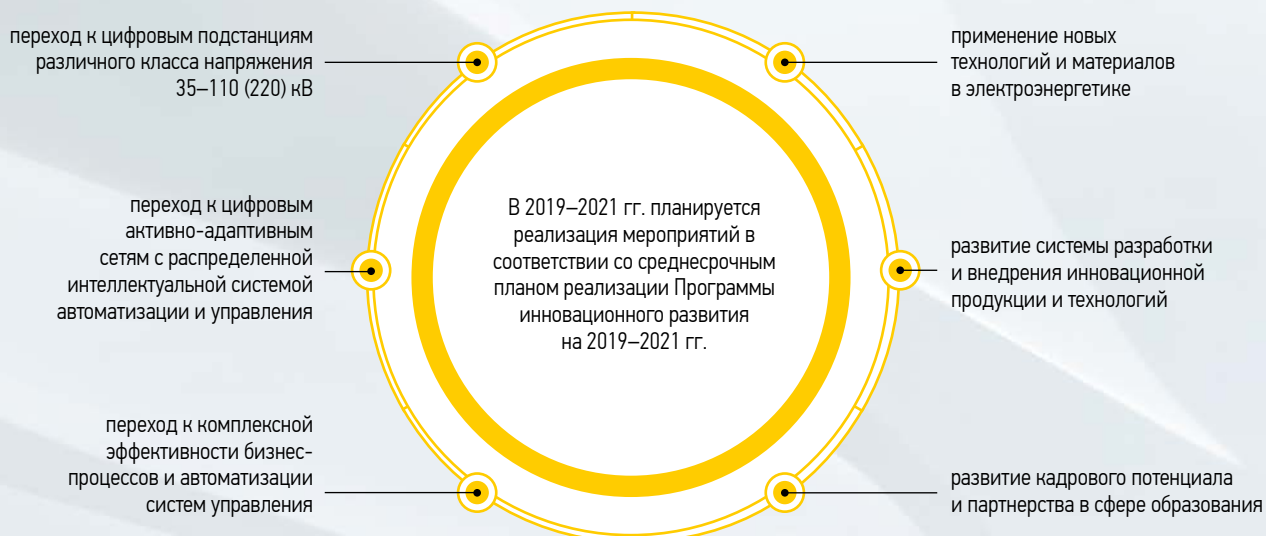 переход к цифровым подстанциям
различного класса напряжения
35–110 (220) кВ
переход к цифровым
активно-адаптивным
сетям с распределенной
интеллектуальной системой
автоматизации и управления
переход к комплексной
эффективности бизнес-
процессов и автоматизации
систем управления
В 2019–2021 гг. планируется
реализация мероприятий в
соответствии со среднесрочным
планом реализации Программы
инновационного развития
на 2019–2021 гг.
применение новых
технологий и материалов
в электроэнергетике
развитие системы разработки
и внедрения инновационной
продукции и технологий
развитие кадрового потенциала
и партнерства в сфере образования